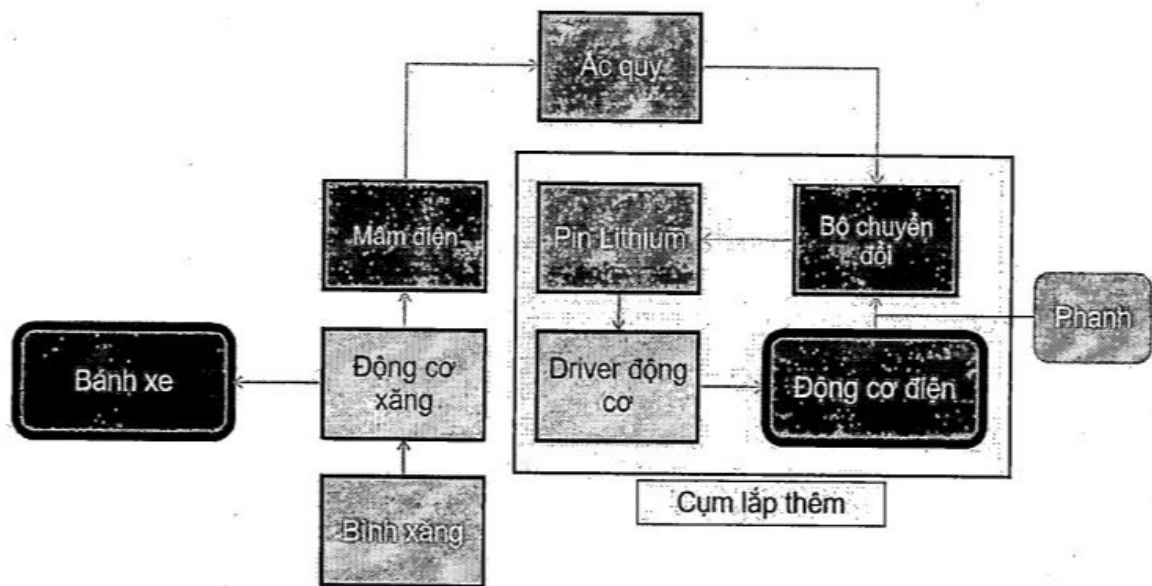 Ác quy
Mâm điện
Pin Lithium
Bộ chuyển
đổi
Phanh
Bánh xe
Động cơ
xăng
Driver động
cơ
Động cơ điện
Bình xăng
Cụm lắp thêm